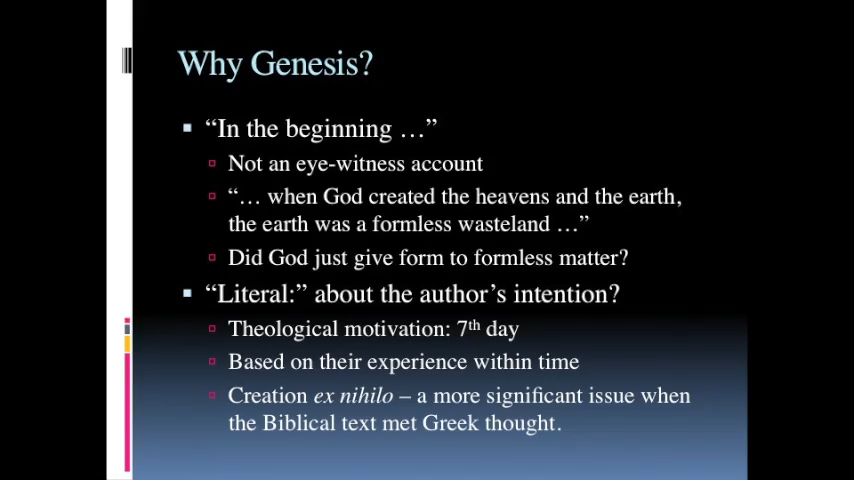 Why Genesis?
“In the beginning …”
Not an eye-witness account
“… when God created the heavens and the earth,
the earth was a formless wasteland …”
Did God just give form to formless matter?
“Literal:” about the author’s intention?
Theological motivation: 7th day
Based on their experience within time
Creation ex nihilo – a more significant issue when
the Biblical text met Greek thought.